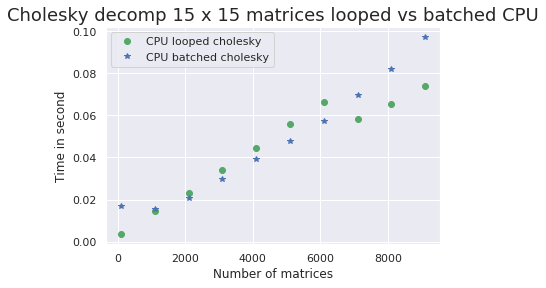 Cholesky decomp 15 x 15 matrices looped vs batched CPU
CPU looped cholesky
CPU batched cholesky
Time in second
0.10
0.08
0.06
0.04
0.02
0.00
0 2000 4000 6000 8000
Number of matrices